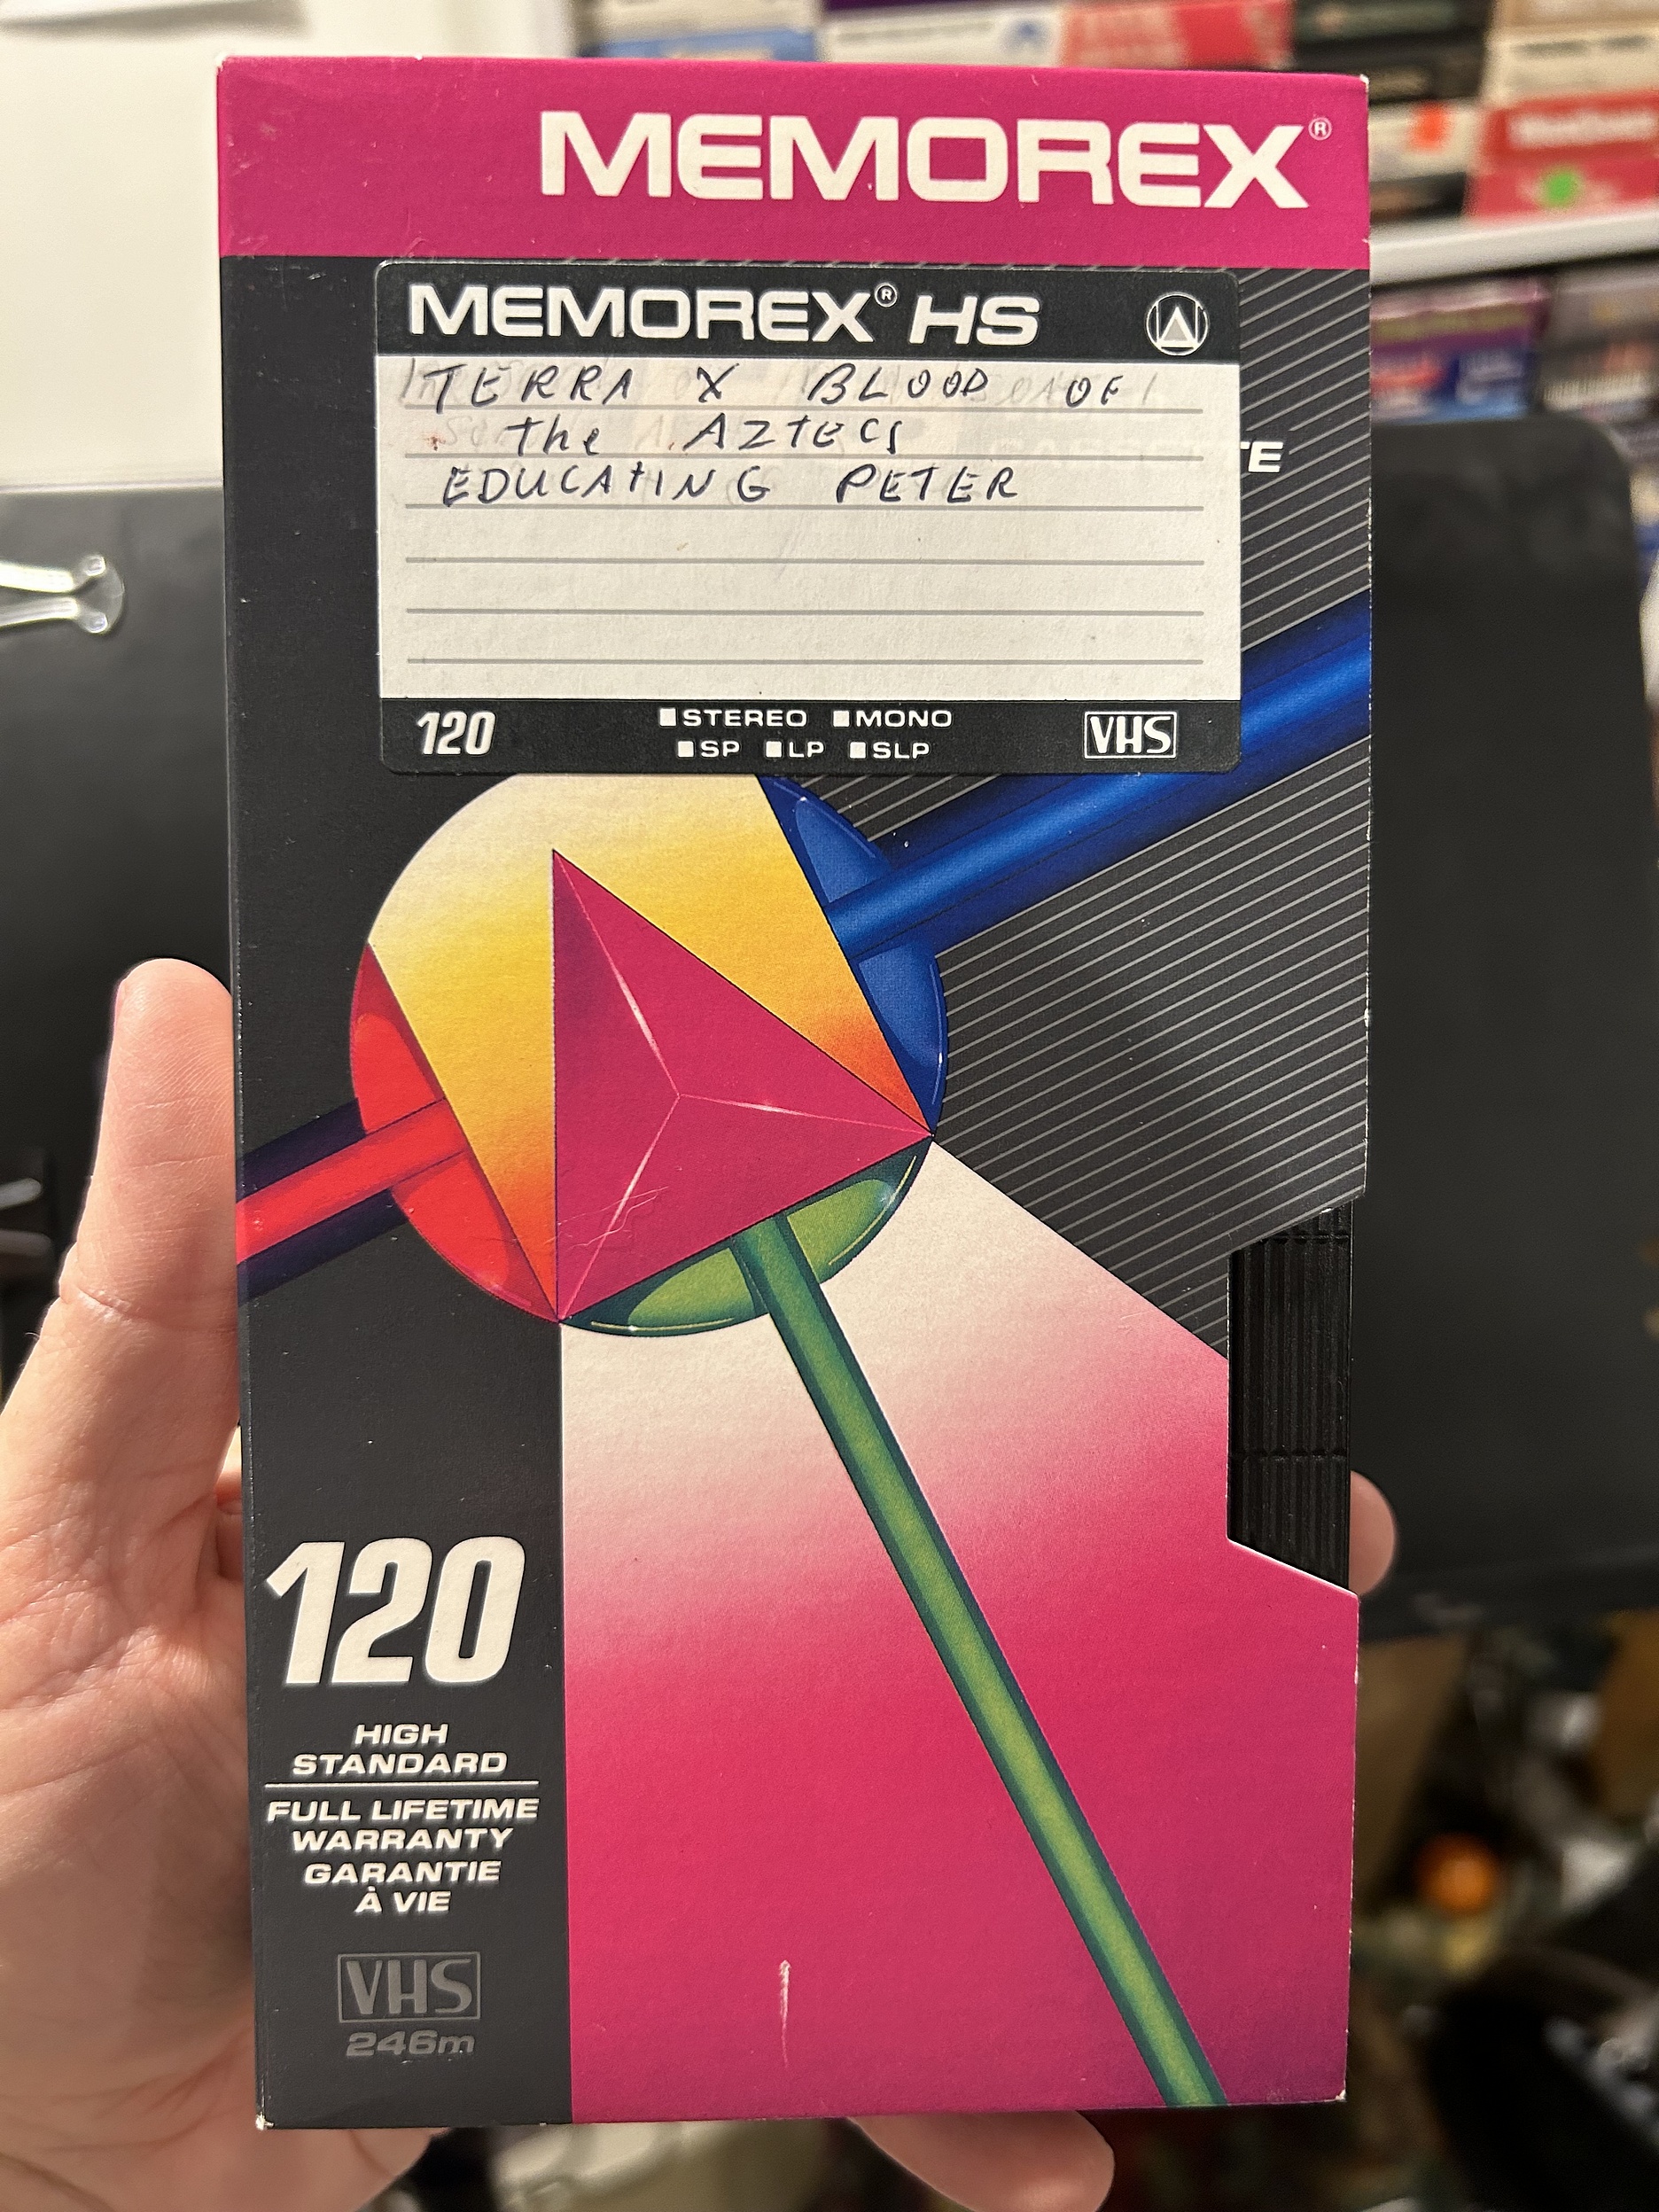 MEMOREX®
MEMOREX® HS
TERRA X BLOOD OF
the AZTECS
EDUCATING PETER
TE
120
STEREO MONO
SP LP SLP
VHS
120
HIGH
STANDARD
FULL LIFETIME
WARRANTY
GARANTIE
À VIE
VHS
246m